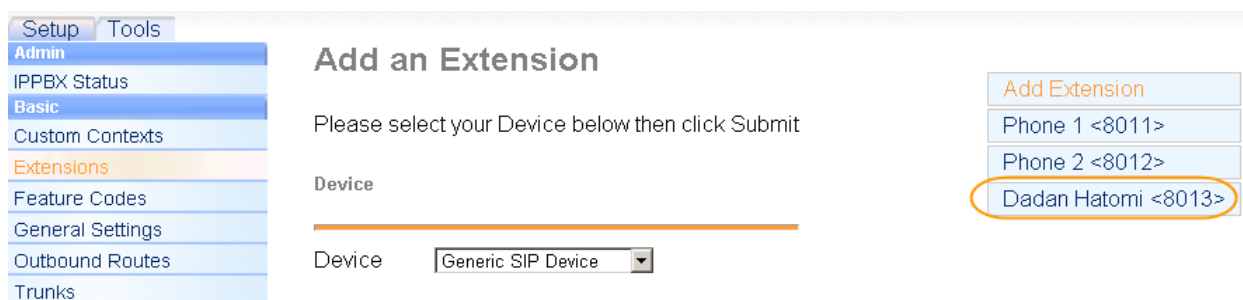 Setup Tools
Admin
IPPBX Status
Basic
Custom Contexts
Extensions
Feature Codes
General Settings
Outbound Routes
Trunks
Add an Extension
Please select your Device below then click Submit
Device
Device Generic SIP Device
Add Extension
Phone 1 <8011>
Phone 2 <8012>
Dadan Hatomi <8013>